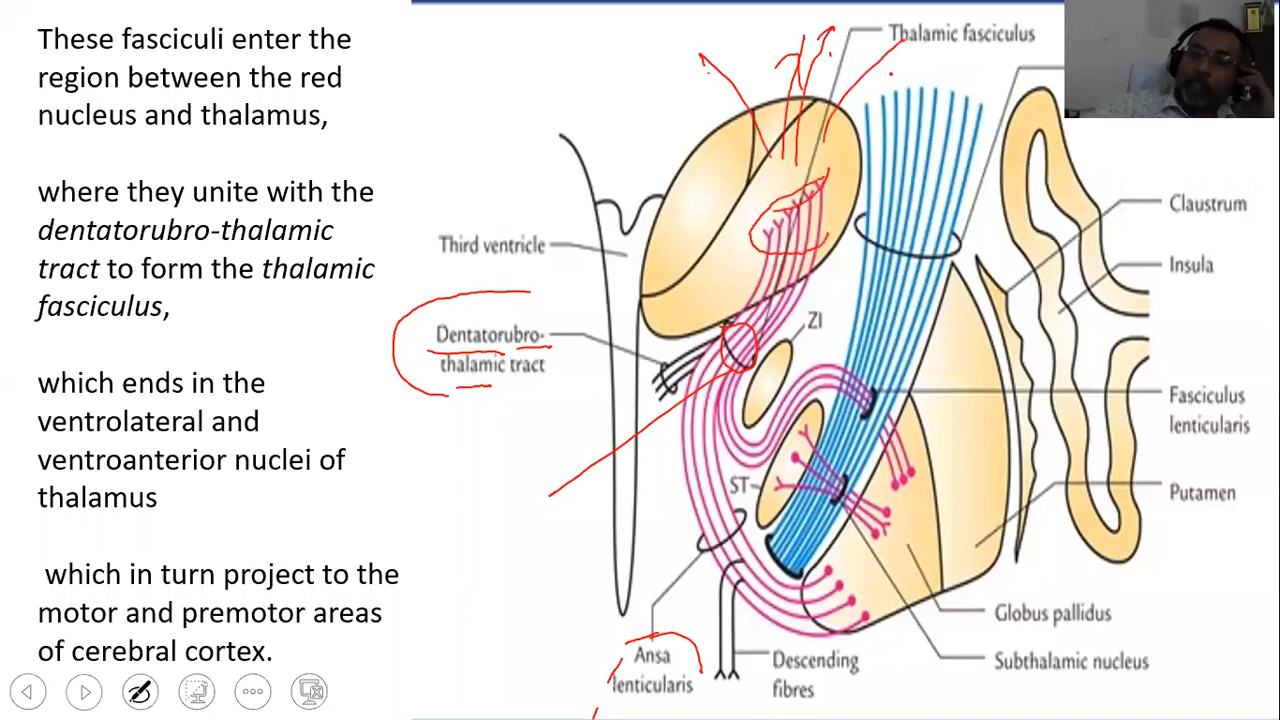 These fasciculi enter the
region between the red
nucleus and thalamus,
where they unite with the
dentatorubro-thalamic
tract to form the thalamic
fasciculus,
which ends in the
ventrolateral and
ventroanterior nuclei of
thalamus
which in turn project to the
motor and premotor areas
of cerebral cortex.
Thalamic fasciculus
Third ventricle
Dentatorubro-
thalamic tract
ZI
ST
Ansa
lenticularis
Descending
fibres
Claustrum
Insula
Fasciculus
lenticularis
Putamen
Globus pallidus
Subthalamic nucleus